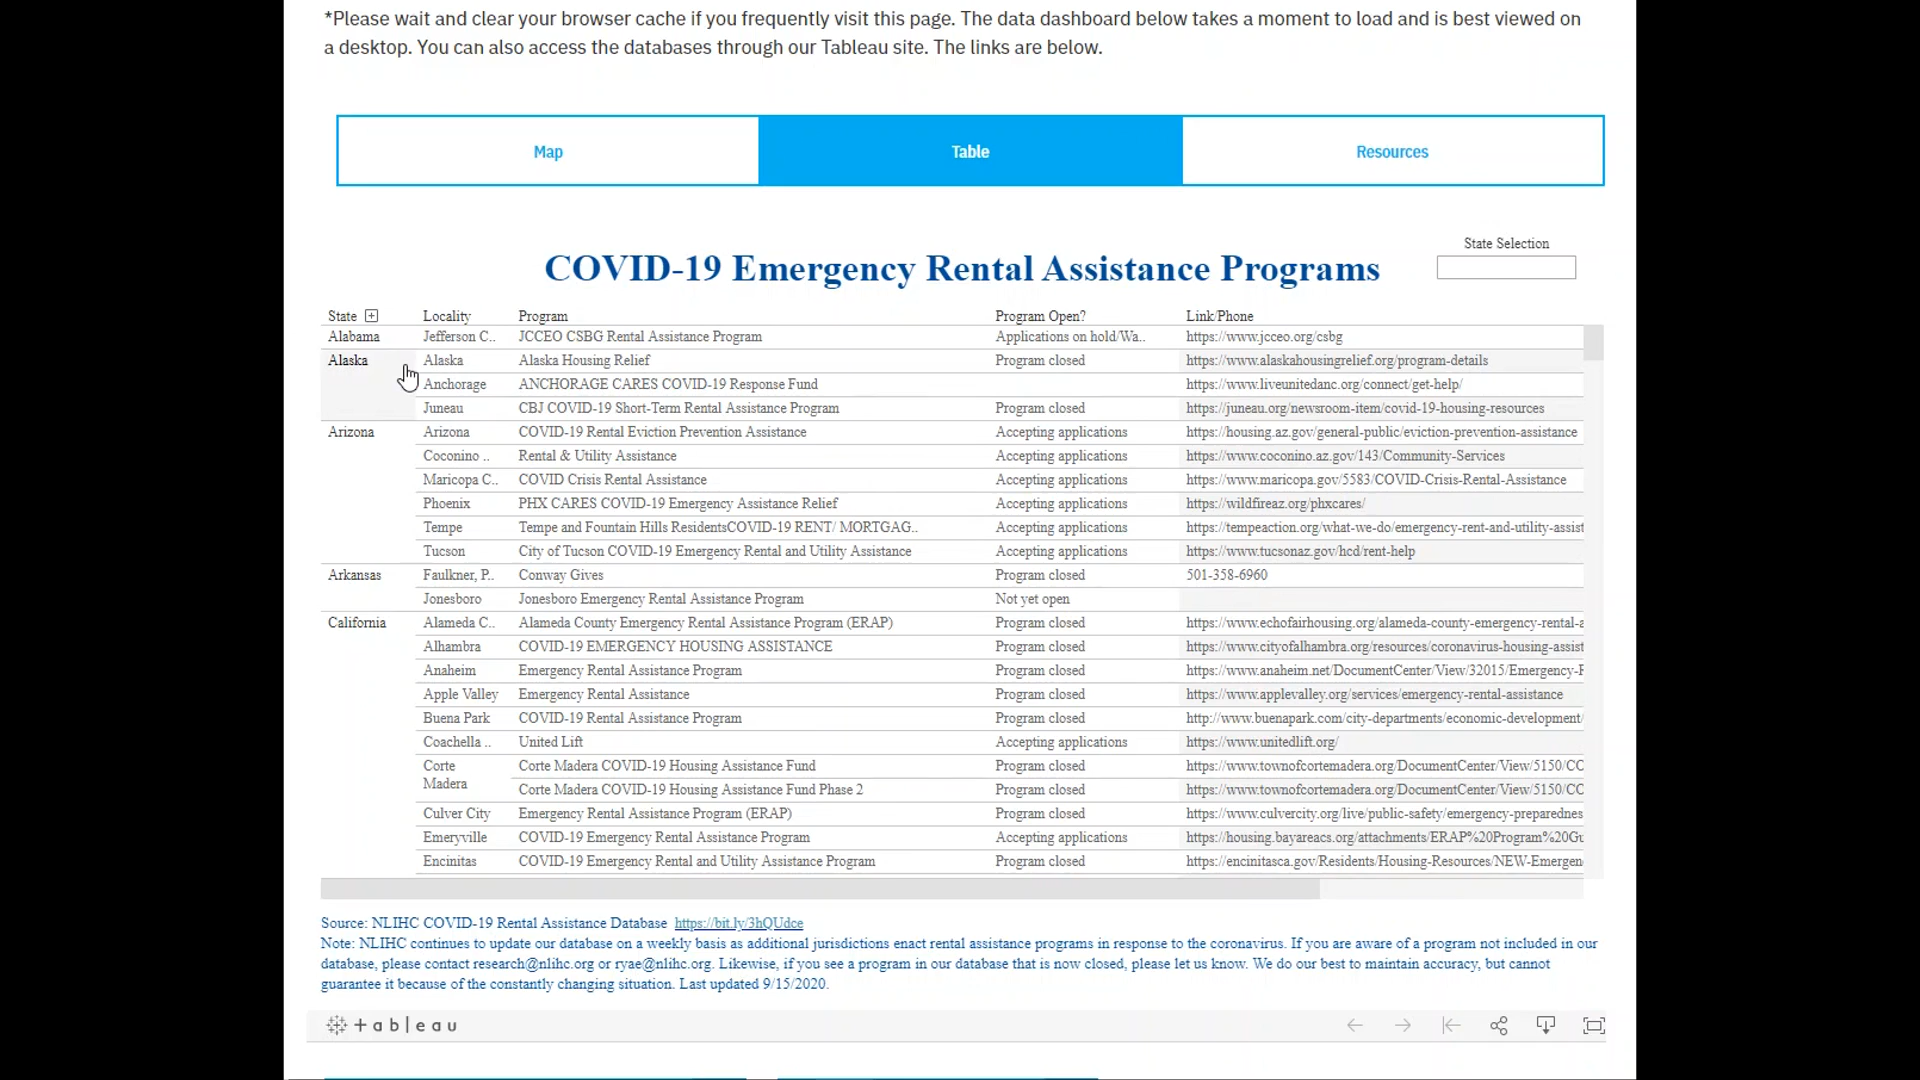 *Please wait and clear your browser cache if you frequently visit this page. The data dashboard below takes a moment to load and is best viewed on
a desktop. You can also access the databases through our Tableau site. The links are below.
Map Table Resources
State Selection
COVID-19 Emergency Rental Assistance Programs
State Locality Program Program Open? Link/Phone
Alabama Jefferson C.. JCCEO CSBG Rental Assistance Program Applications on hold/Wa.. https://www.jcceo.org/csbg
Alaska Alaska Alaska Housing Relief Program closed https://www.alaskahousingrelief.org/program-details
Anchorage ANCHORAGE CARES COVID-19 Response Fund https://www.liveunitedanc.org/connect/get-help/
Juneau CBJ COVID-19 Short-Term Rental Assistance Program Program closed https://juneau.org/newsroom-item/covid-19-housing-resources
Arizona Arizona COVID-19 Rental Eviction Prevention Assistance Accepting applications https://housing.az.gov/general-public/eviction-prevention-assistance
Coconino .. Rental & Utility Assistance Accepting applications https://www.coconino.az.gov/143/Community-Services
Maricopa C.. COVID Crisis Rental Assistance Accepting applications https://www.maricopa.gov/5583/COVID-Crisis-Rental-Assistance
Phoenix PHX CARES COVID-19 Emergency Assistance Relief Accepting applications https://wildfireaz.org/phxcares/
Tempe Tempe and Fountain Hills ResidentsCOVID-19 RENT/ MORTGAG.. Accepting applications https://tempeaction.org/what-we-do/emergency-rent-and-utility-assist
Tucson City of Tucson COVID-19 Emergency Rental and Utility Assistance Accepting applications https://www.tucsonaz.gov/hcd/rent-help
Arkansas Faulkner, P.. Conway Gives Program closed 501-358-6960
Jonesboro Jonesboro Emergency Rental Assistance Program Not yet open
California Alameda C.. Alameda County Emergency Rental Assistance Program (ERAP) Program closed https://www.echofairhousing.org/alameda-county-emergency-rental-a
Alhambra COVID-19 EMERGENCY HOUSING ASSISTANCE Program closed https://www.cityofalhambra.org/resources/coronavirus-housing-assist
Anaheim Emergency Rental Assistance Program Program closed https://www.anaheim.net/DocumentCenter/View/32015/Emergency-F
Apple Valley Emergency Rental Assistance Program closed https://www.applevalley.org/services/emergency-rental-assistance
Buena Park COVID-19 Rental Assistance Program Program closed http://www.buenapark.com/city-departments/economic-development/
Coachella .. United Lift Accepting applications https://www.unitedlift.org/
Corte Madera COVID-19 Housing Assistance Fund Program closed https://www.townofcortemadera.org/DocumentCenter/View/5150/CO
Corte
Madera
Corte Madera COVID-19 Housing Assistance Fund Phase 2 Program closed https://www.townofcortemadera.org/DocumentCenter/View/5150/CO
Culver City Emergency Rental Assistance Program (ERAP) Program closed https://www.culvercity.org/live/public-safety/emergency-preparednes
Emeryville COVID-19 Emergency Rental Assistance Program Accepting applications https://housing.bayareacs.org/attachments/ERAP%20Program%20Gu
Encinitas COVID-19 Emergency Rental and Utility Assistance Program Program closed https://encinitasca.gov/Residents/Housing-Resources/NEW-Emergen
Source: NLIHC COVID-19 Rental Assistance Database https://bit.ly/3hQUdce
Note: NLIHC continues to update our database on a weekly basis as additional jurisdictions enact rental assistance programs in response to the coronavirus. If you are aware of a program not included in our
database, please contact research@nlihc.org or ryae@nlihc.org. Likewise, if you see a program in our database that is now closed, please let us know. We do our best to maintain accuracy, but cannot
guarantee it because of the constantly changing situation. Last updated 9/15/2020.
+ableau